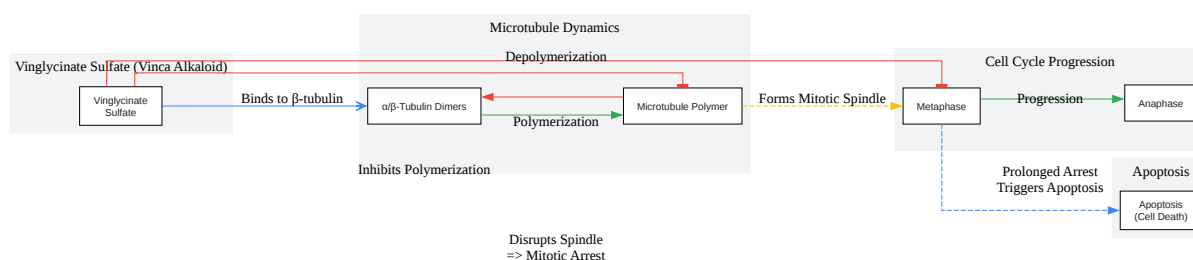 Microtubule Dynamics
Depolymerization
Vinglycinate Sulfate (Vinca Alkaloid)
Cell Cycle Progression
Vinglycinate
Sulfate
Binds to β-tubulin
α/β-Tubulin Dimers
Polymerization
Microtubule Polymer
Forms Mitotic Spindle
Metaphase
Progression
Anaphase
Inhibits Polymerization
Prolonged Arrest
Triggers Apoptosis
Apoptosis
Apoptosis
(Cell Death)
Disrupts Spindle
=> Mitotic Arrest